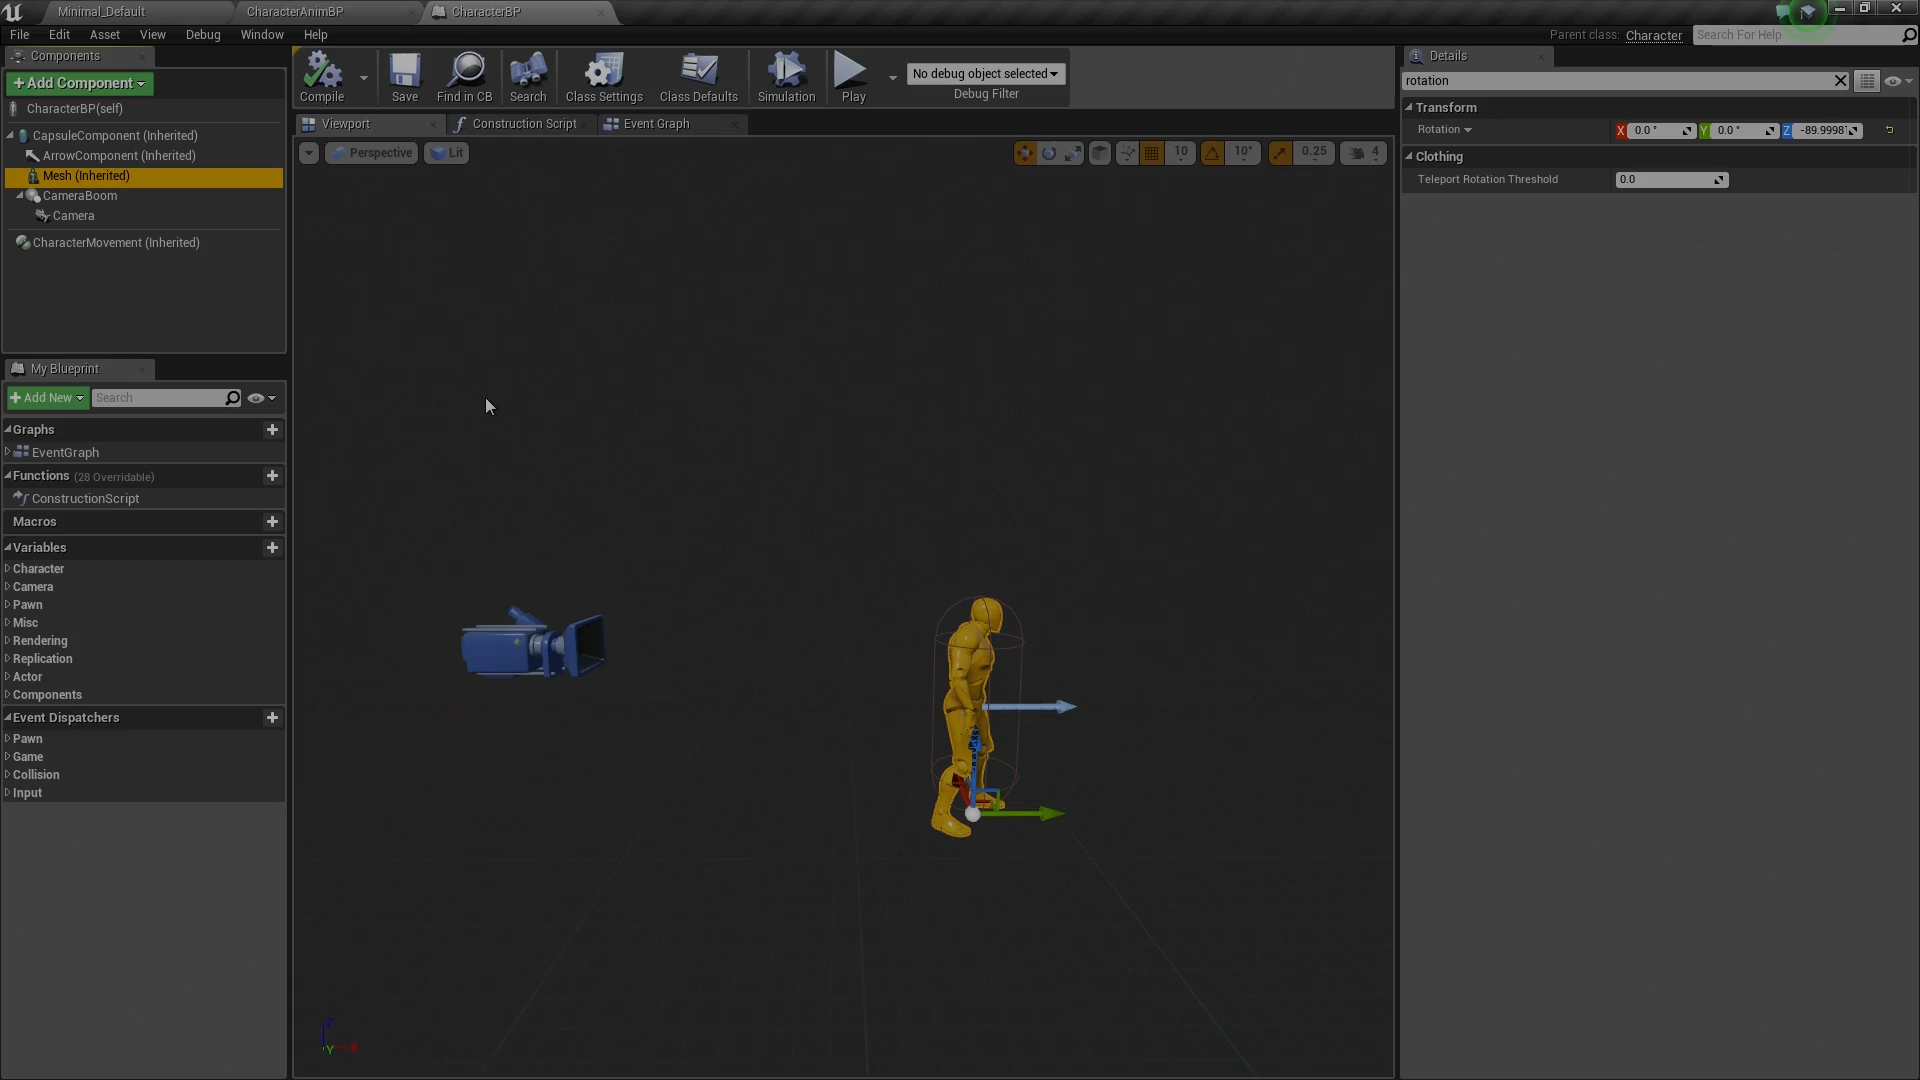 Minimal_Default
CharacterAnimBP
CharacterBP
File Edit Asset View Debug Window Help
Parent class: Character
Search For Help
Components
+Add Component
CharacterBP(self)
CapsuleComponent (Inherited)
ArrowComponent (Inherited)
Mesh (Inherited)
CameraBoom
Camera
CharacterMovement (Inherited)
Compile
Save
Find in CB
Search
Class Settings
Class Defaults
Simulation
Play
No debug object selected
Debug Filter
Viewport
Construction Script
Event Graph
Perspective
Lit
10
10°
0.25
4
Details
rotation
Transform
Rotation
X 0.0 ° Y 0.0 ° Z -89.9998
Clothing
Teleport Rotation Threshold
0.0
My Blueprint
+Add New
Search
Graphs
EventGraph
Functions (28 Overridable)
ConstructionScript
Macros
Variables
Character
Camera
Pawn
Misc
Rendering
Replication
Actor
Components
Event Dispatchers
Pawn
Game
Collision
Input
Z
Y
X